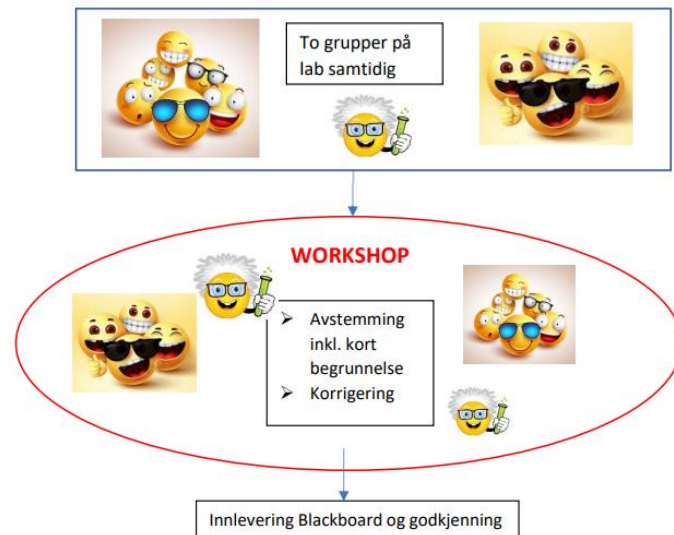 To grupper på
lab samtidig
WORKSHOP
➢ Avstemming
inkl. kort
begrunnelse
➢ Korrigering
Innlevering Blackboard og godkjenning